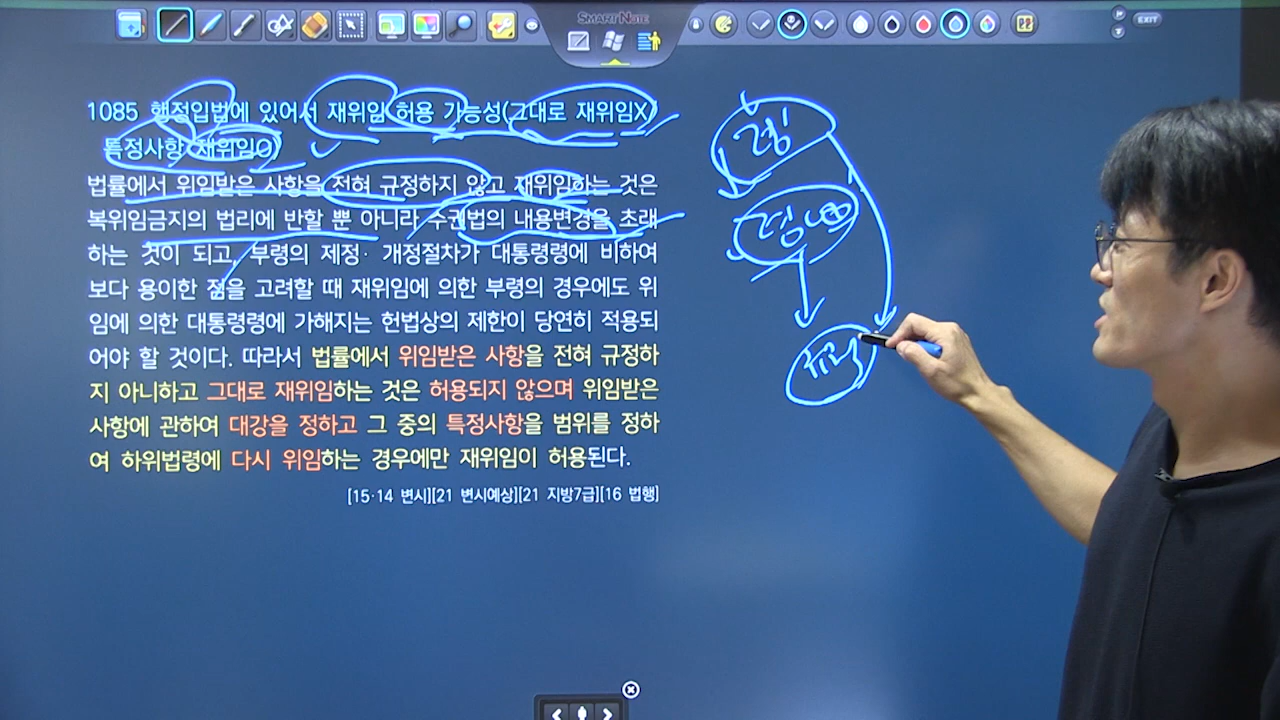 SMART NOTE
EXIT
1085 행정입법에 있어서 재위임 허용 가능성(그대로 재위임X/
특정사항 재위임O)
법률에서 위임받은 사항을 전혀 규정하지 않고 재위임하는 것은
복위임금지의 법리에 반할 뿐 아니라 수권법의 내용변경을 초래
하는 것이 되고, 부령의 제정· 개정절차가 대통령령에 비하여
보다 용이한 점을 고려할 때 재위임에 의한 부령의 경우에도 위
임에 의한 대통령령에 가해지는 헌법상의 제한이 당연히 적용되
어야 할 것이다. 따라서 법률에서 위임받은 사항을 전혀 규정하
지 아니하고 그대로 재위임하는 것은 허용되지 않으며 위임받은
사항에 관하여 대강을 정하고 그 중의 특정사항을 범위를 정하
여 하위법령에 다시 위임하는 경우에만 재위임이 허용된다.
[15·14 변시][21 변시예상][21 지방7급][16 법행]